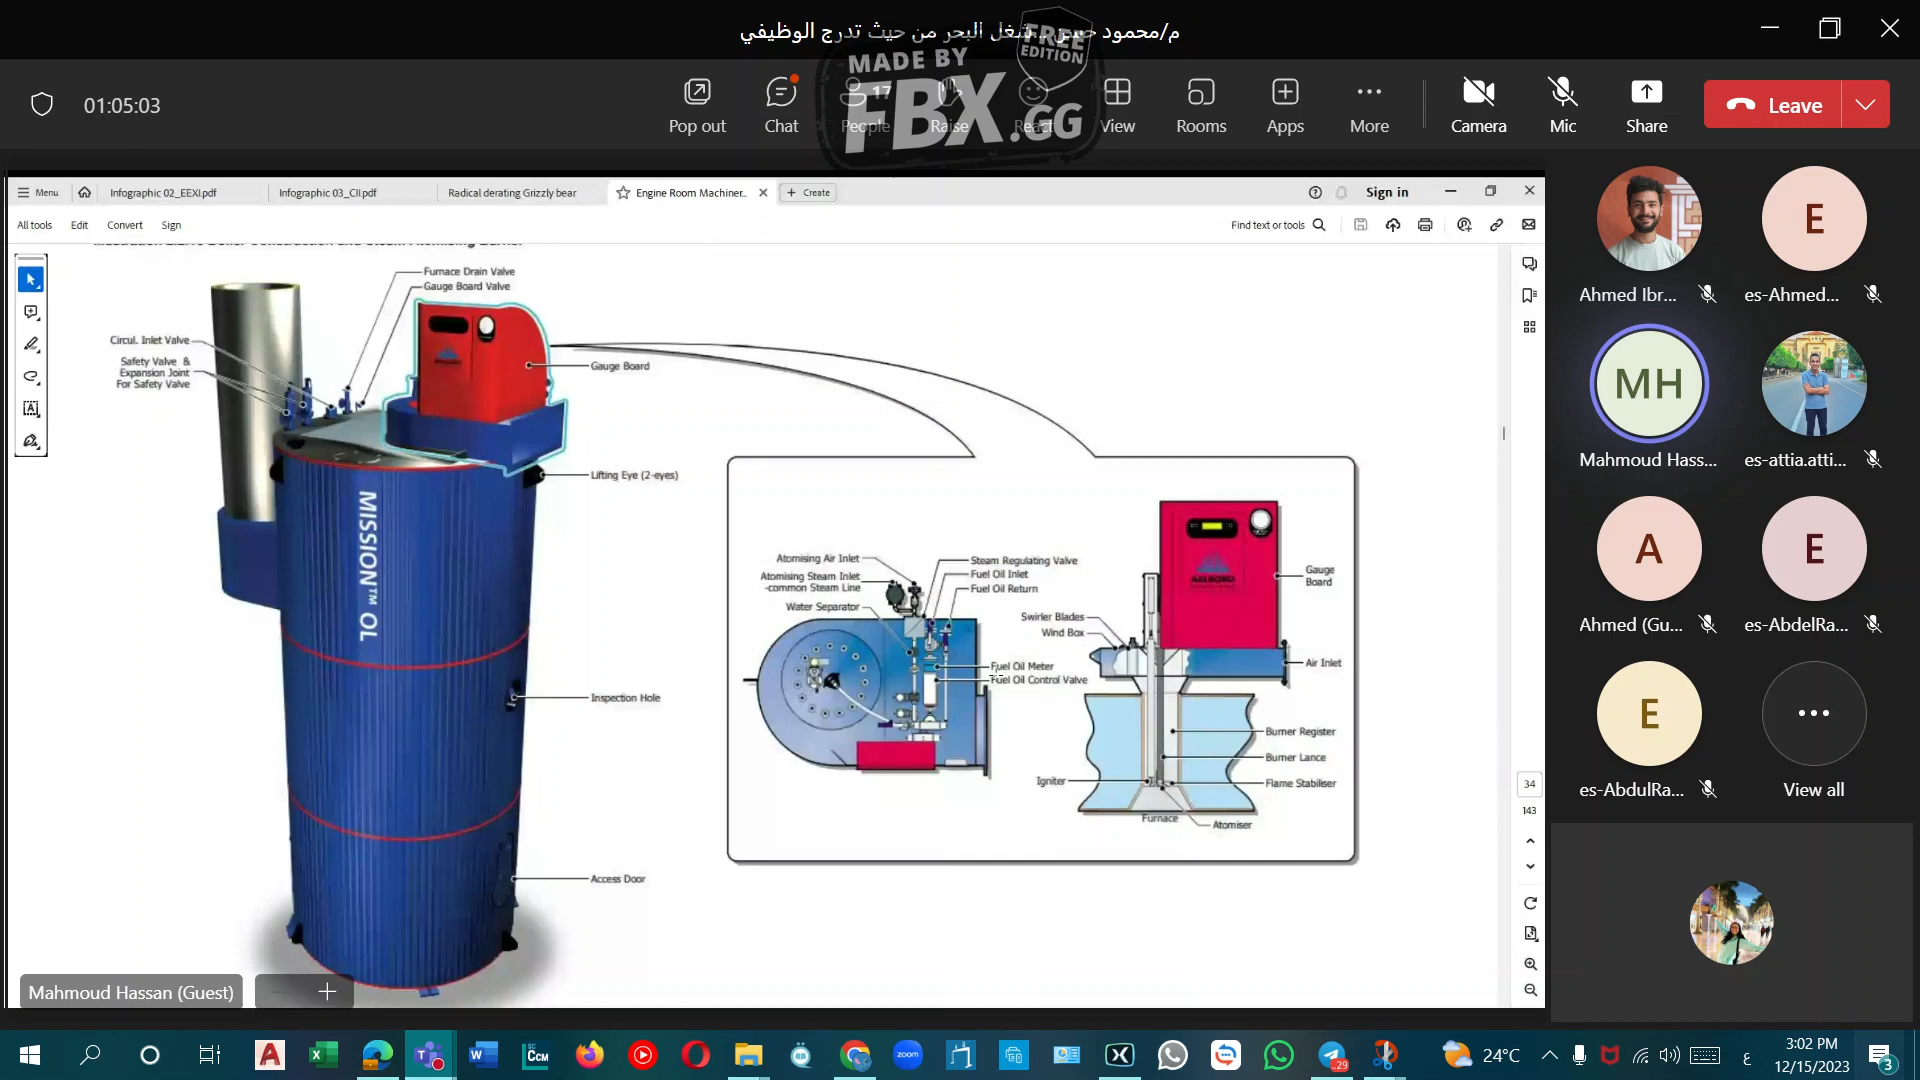 م/محمود حسن ...شغل البحر من حيث تدرج الوظيفي
FREE
EDITION
MADE BY
FBX.GG
01:05:03
Pop out
Chat
17
People
Raise
React
View
Rooms
Apps
More
Camera
Mic
Share
Leave
Menu
Infographic 02_EEXI.pdf
Infographic 03_CII.pdf
Radical derating Grizzly bear
Engine Room Machiner...
Create
Sign in
All tools
Edit
Convert
Sign
Find text or tools
Furnace Drain Valve
Gauge Board Valve
Circul. Inlet Valve
Safety Valve &
Expansion Joint
For Safety Valve
Gauge Board
Lifting Eye (2-eyes)
MISSION™ OL
Inspection Hole
Access Door
Atomising Air Inlet
Atomising Steam Inlet
-common Steam Line
Water Separator
Steam Regulating Valve
Fuel Oil Inlet
Fuel Oil Return
Fuel Oil Meter
Fuel Oil Control Valve
Swirler Blades
Wind Box
AALBORG
Gauge
Board
Air Inlet
Burner Register
Burner Lance
Flame Stabiliser
Igniter
Furnace
Atomiser
34
143
Mahmoud Hassan (Guest)
Ahmed Ibr...
E
es-Ahmed...
MH
Mahmoud Hass...
es-attia.atti...
A
Ahmed (Gu...
E
es-AbdelRa...
E
es-AbdulRa...
View all
SC
Ccm
zoom
..29
24°C
ع
3:02 PM
12/15/2023
3